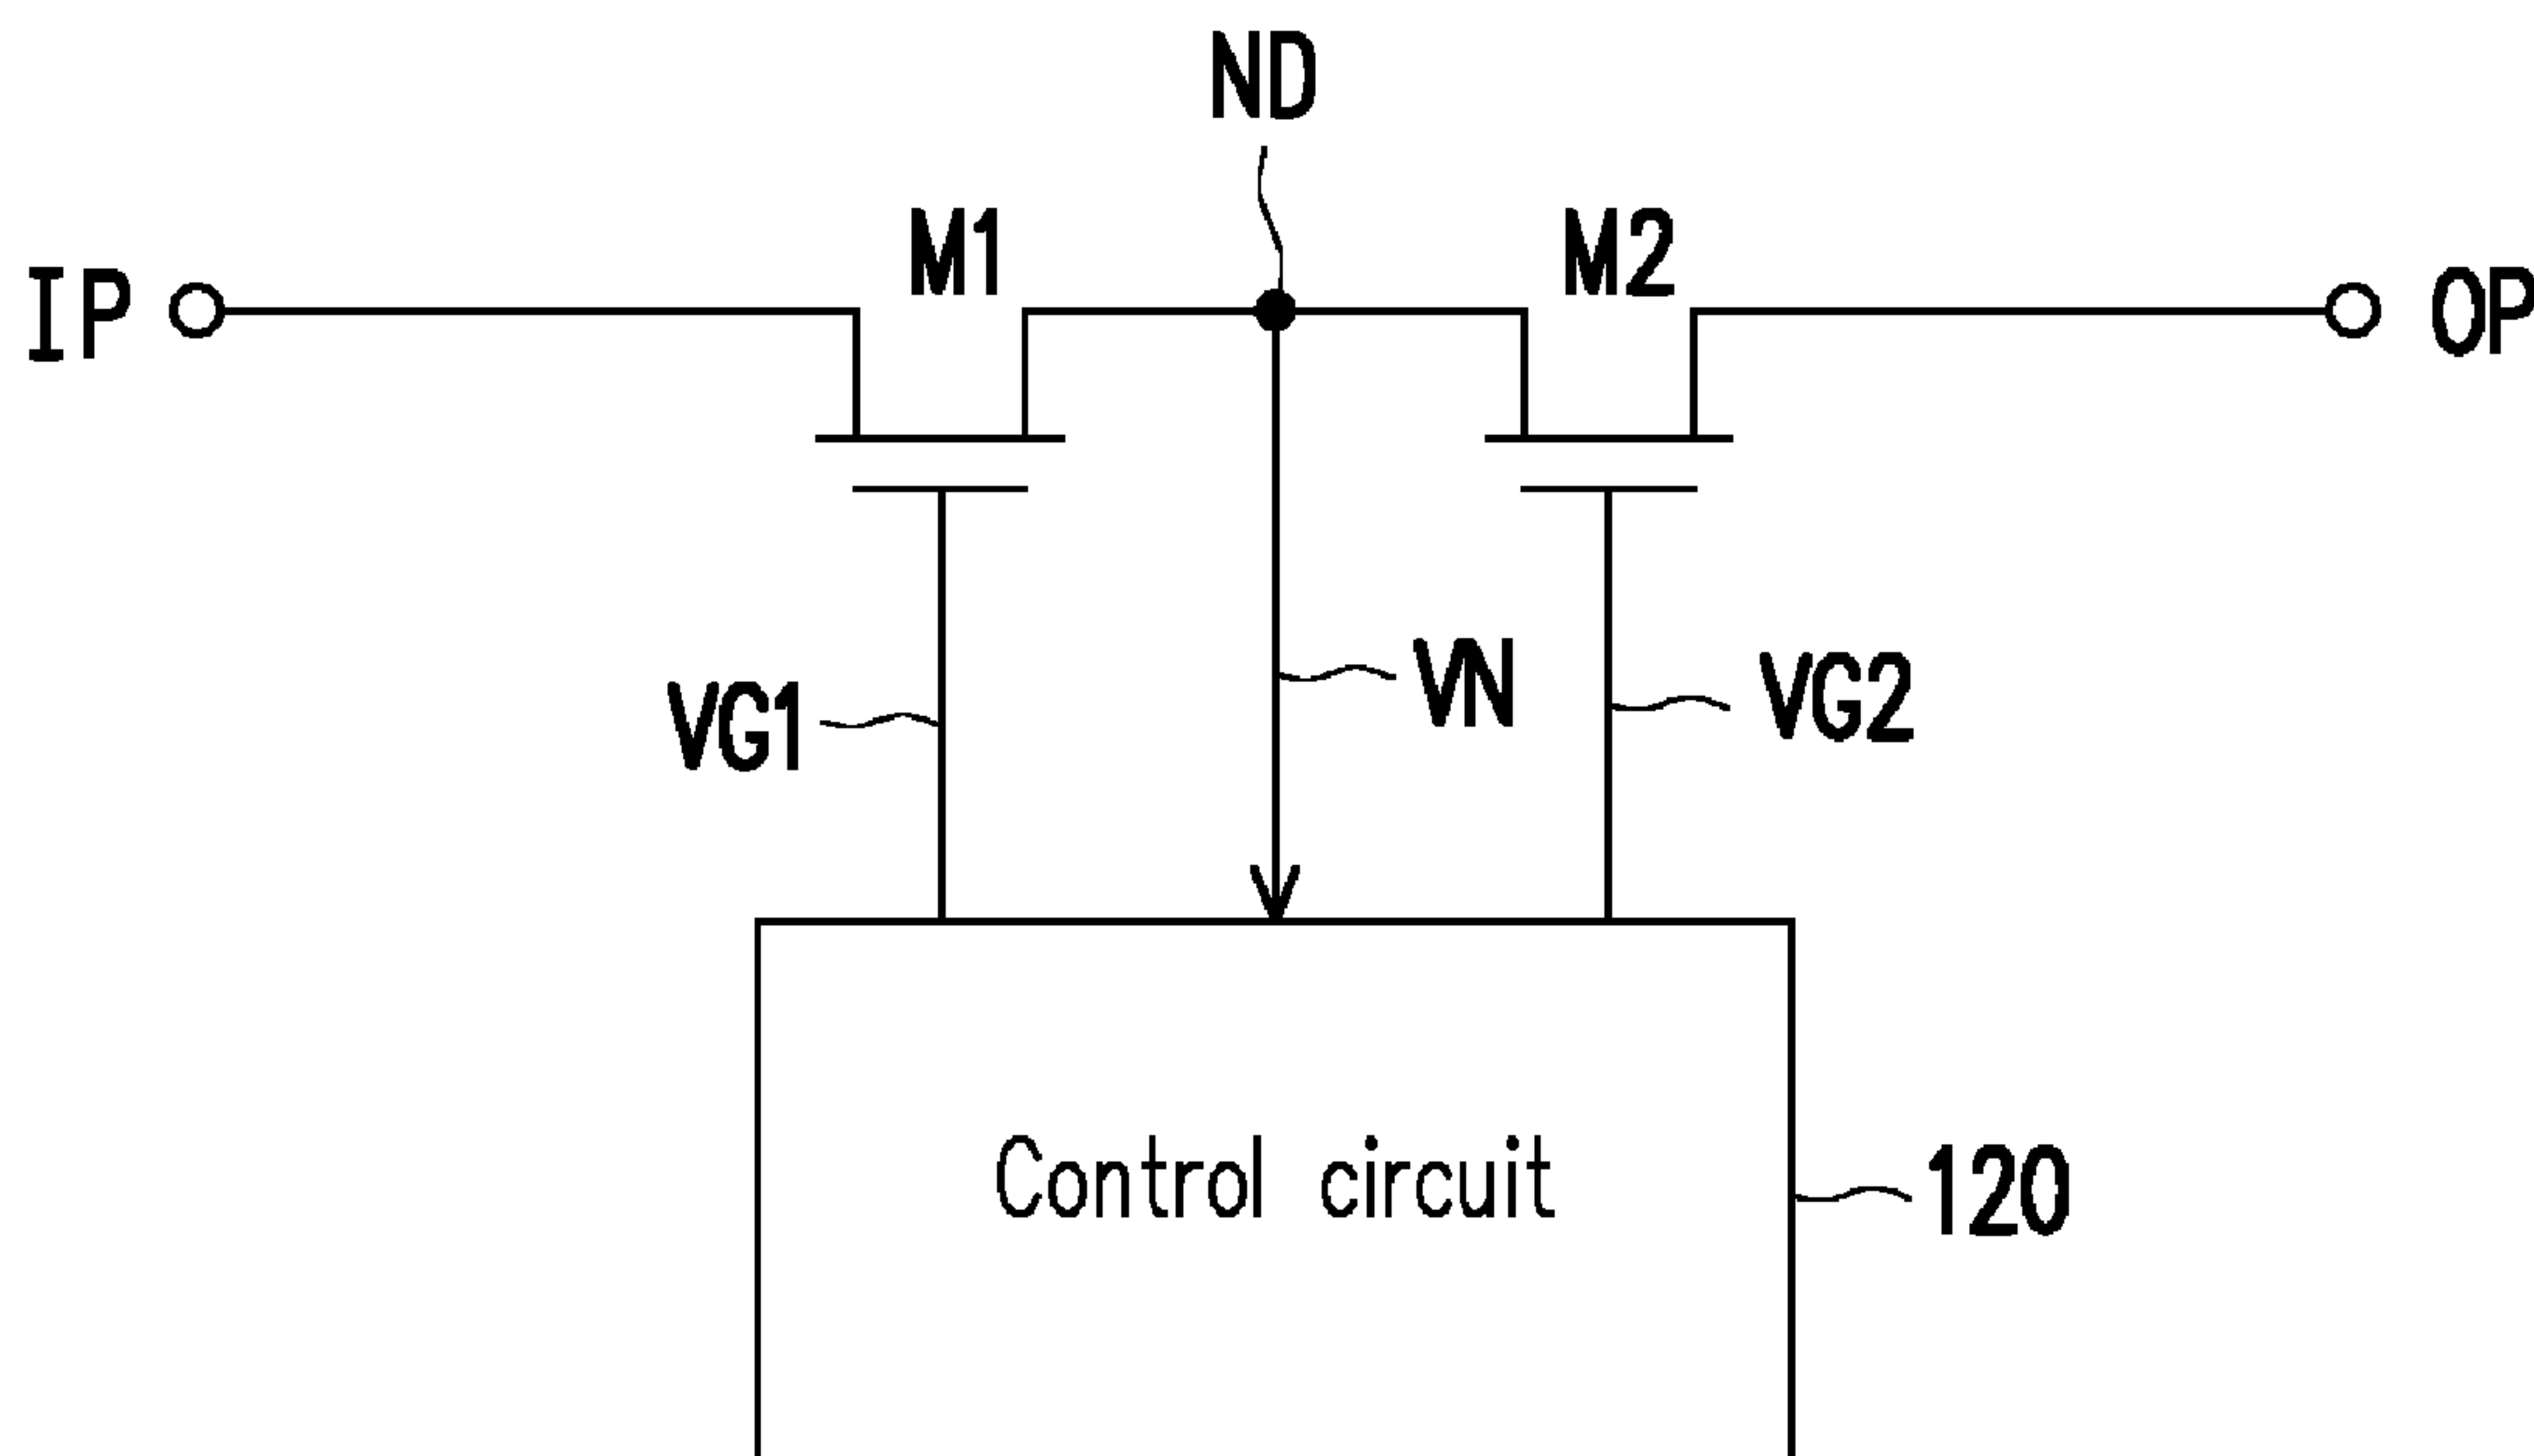 ND
M1
M2
IP
OP
VN
VG1
VG2
Control circuit
120